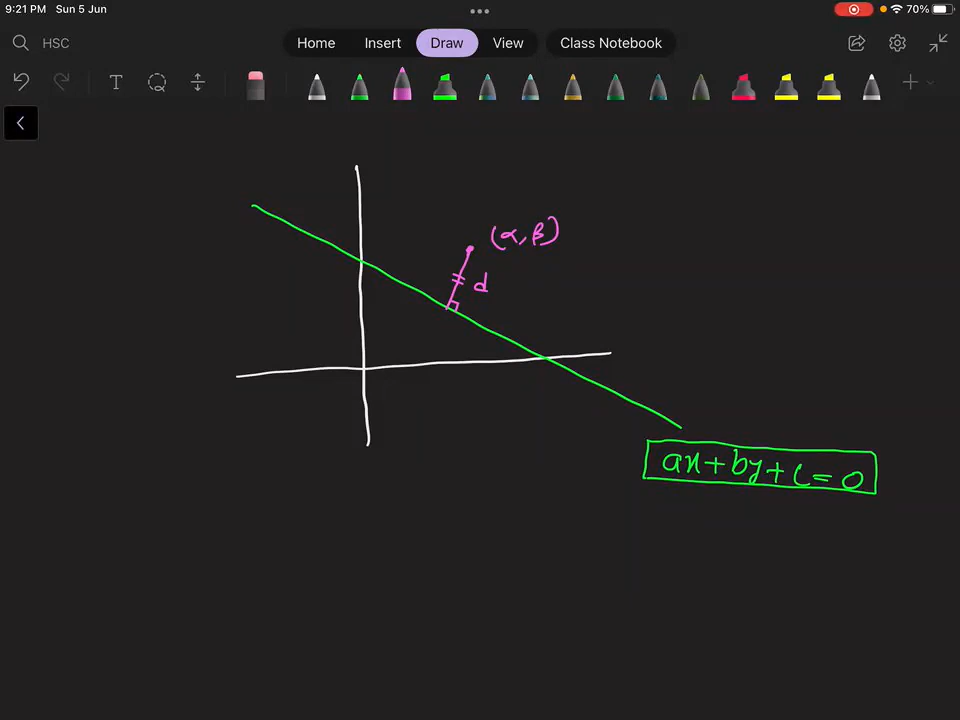 9:21 PM Sun 5 Jun
70%
HSC
Home Insert Draw View Class Notebook
T
(α, β)
d
ax+by+c=0